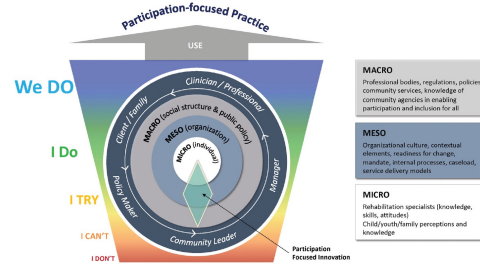 Participation-focused Practice
USE
We DO
I Do
I TRY
I CAN'T
I DON'T
Clinician / Professional
Client / Family
Manager
Policy Maker
Community Leader
MACRO (social structure & public policy)
MESO (organization)
MICRO (individual)
Participation
Focused Innovation
MACRO
Professional bodies, regulations, policies,
community services, knowledge of
community agencies in enabling
participation and inclusion for all
MESO
Organizational culture, contextual
elements, readiness for change,
mandate, internal processes, caseload,
service delivery models
MICRO
Rehabilitation specialists (knowledge,
skills, attitudes)
Child/youth/family perceptions and
knowledge